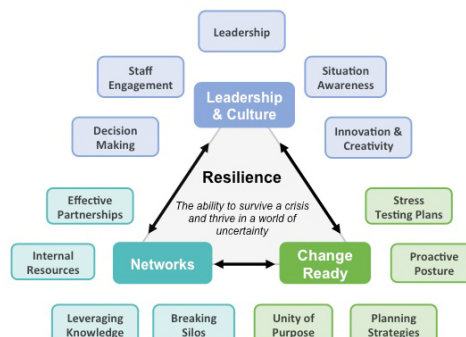 Leadership
Staff
Engagement
Situation
Awareness
Leadership
& Culture
Decision
Making
Innovation &
Creativity
Resilience
The ability to survive a crisis
and thrive in a world of
uncertainty
Effective
Partnerships
Stress
Testing Plans
Internal
Resources
Networks
Change
Ready
Proactive
Posture
Leveraging
Knowledge
Breaking
Silos
Unity of
Purpose
Planning
Strategies